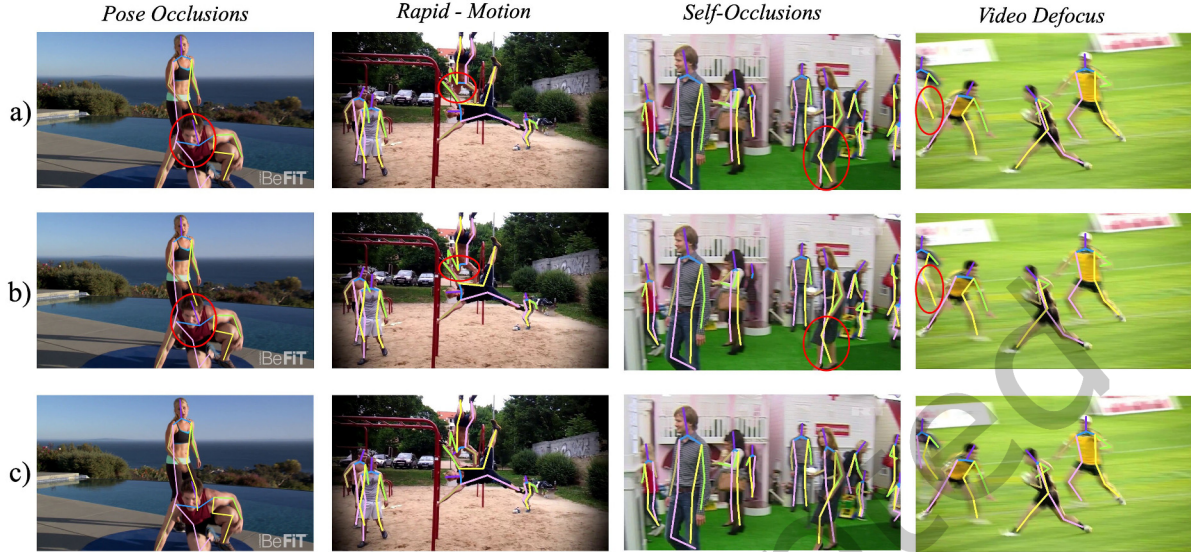 Pose Occlusions
Rapid - Motion
Self-Occlusions
Video Defocus
a)
BeFiT
b)
BeFiT
c)
BeFiT